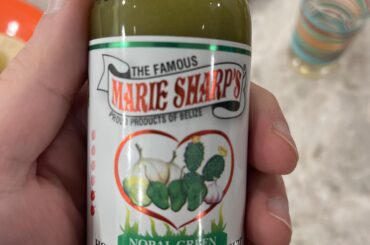 THE FAMOUS
MARIE SHARP'S
PROUD PRODUCTS OF BELIZE
NOPAL GREEN